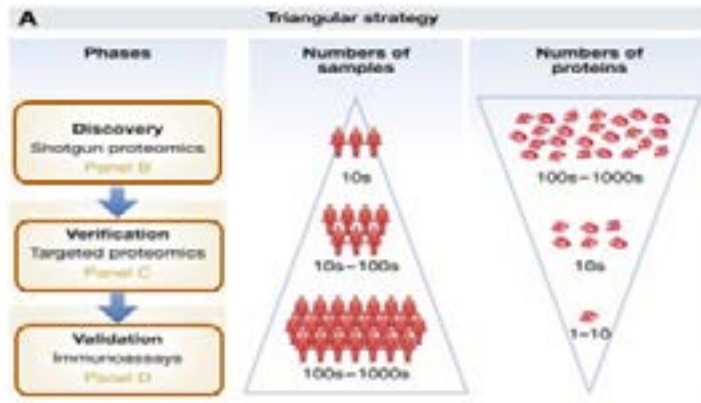 A
Triangular strategy
Phases
Numbers of
samples
Numbers of
proteins
Discovery
Shotgun proteomics
Panel B
10s
100s–1000s
Verification
Targeted proteomics
Panel C
10s–100s
10s
Validation
Immunoassays
Panel D
100s–1000s
1–10